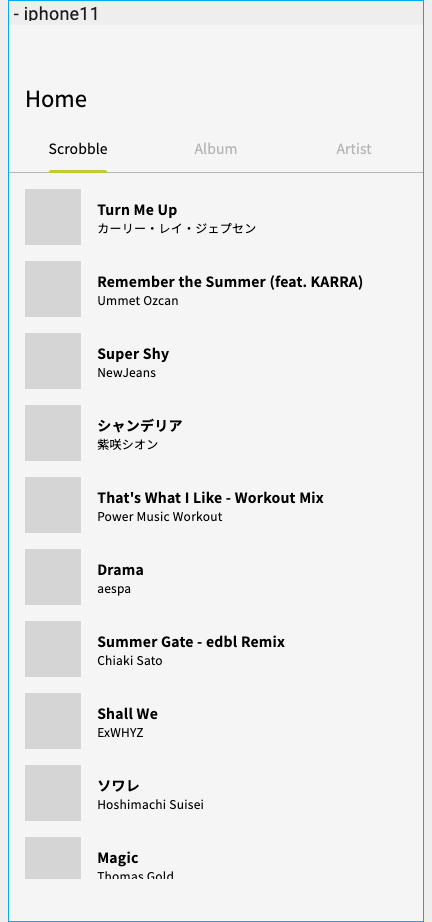 - iphone11
Home
Scrobble Album Artist
Turn Me Up
カーリー・レイ・ジェプセン
Remember the Summer (feat. KARRA)
Ummet Ozcan
Super Shy
NewJeans
シャンデリア
紫咲シオン
That's What I Like - Workout Mix
Power Music Workout
Drama
aespa
Summer Gate - edbl Remix
Chiaki Sato
Shall We
ExWHYZ
ソワレ
Hoshimachi Suisei
Magic
Thomas Gold